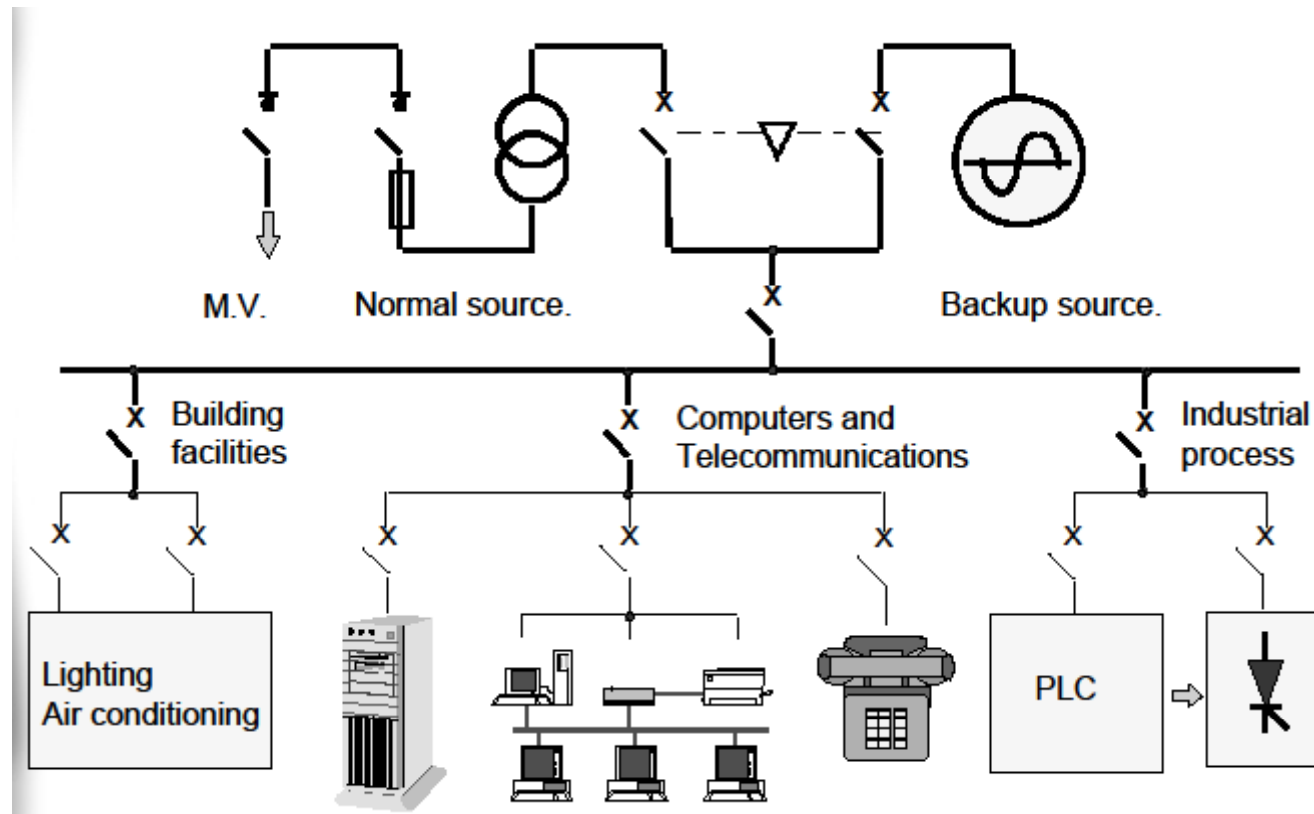 M.V.
Normal source.
Backup source.
Building
facilities
Computers and
Telecommunications
Industrial
process
Lighting
Air conditioning
PLC